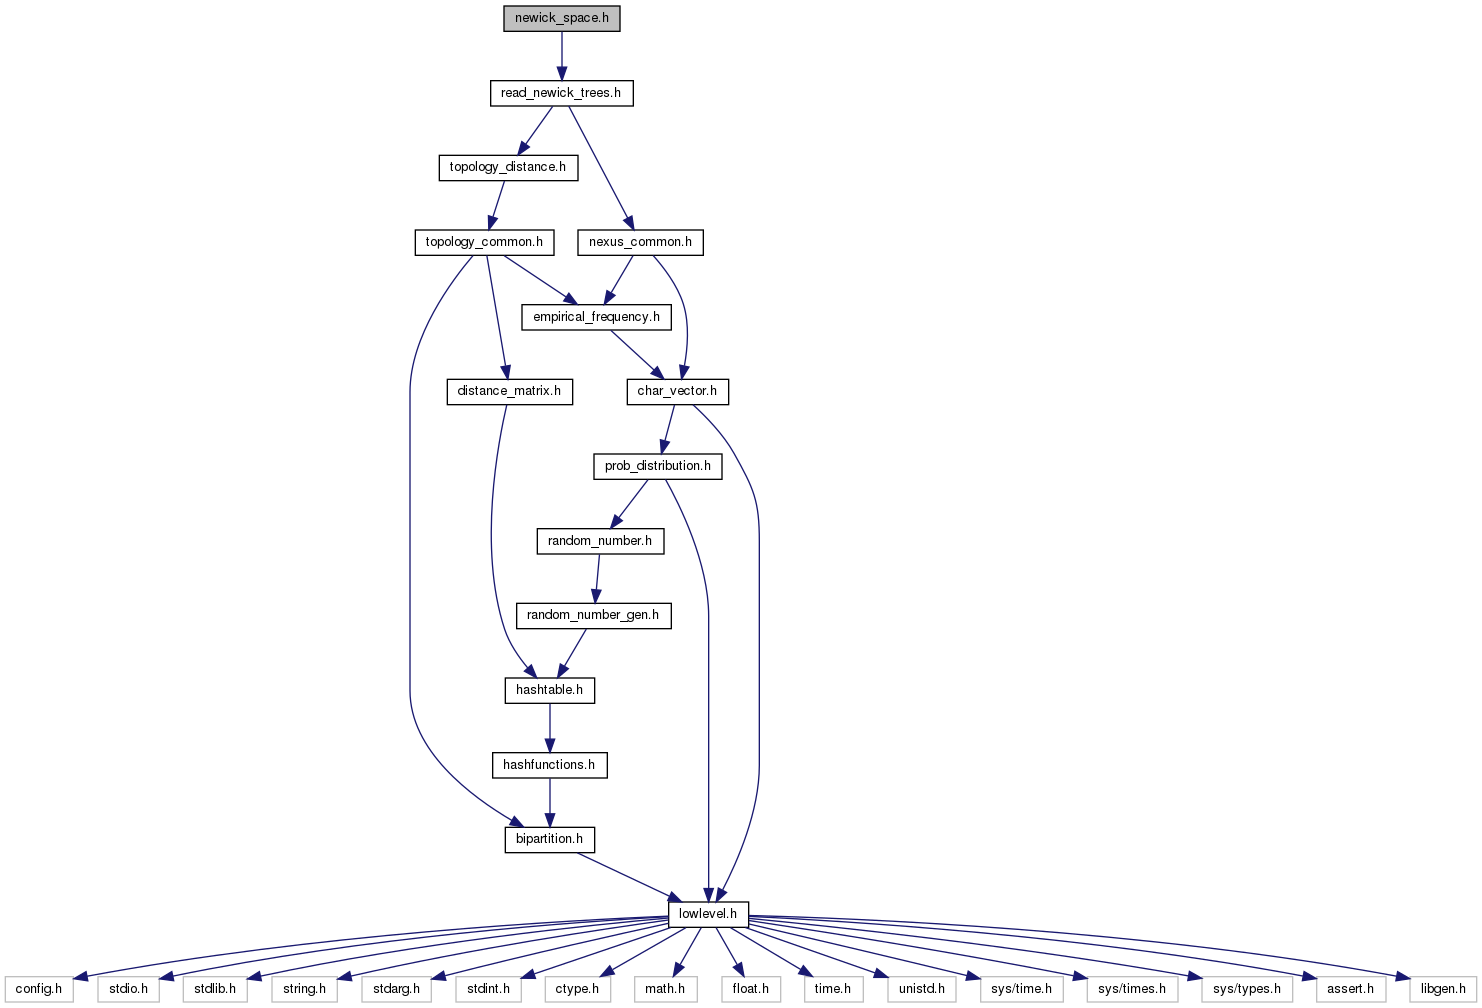 newick_space.h
read_newick_trees.h
topology_distance.h
topology_common.h
nexus_common.h
empirical_frequency.h
distance_matrix.h
char_vector.h
prob_distribution.h
random_number.h
random_number_gen.h
hashtable.h
hashfunctions.h
bipartition.h
lowlevel.h
config.h
stdio.h
stdlib.h
string.h
stdarg.h
stdint.h
ctype.h
math.h
float.h
time.h
unistd.h
sys/time.h
sys/times.h
sys/types.h
assert.h
libgen.h